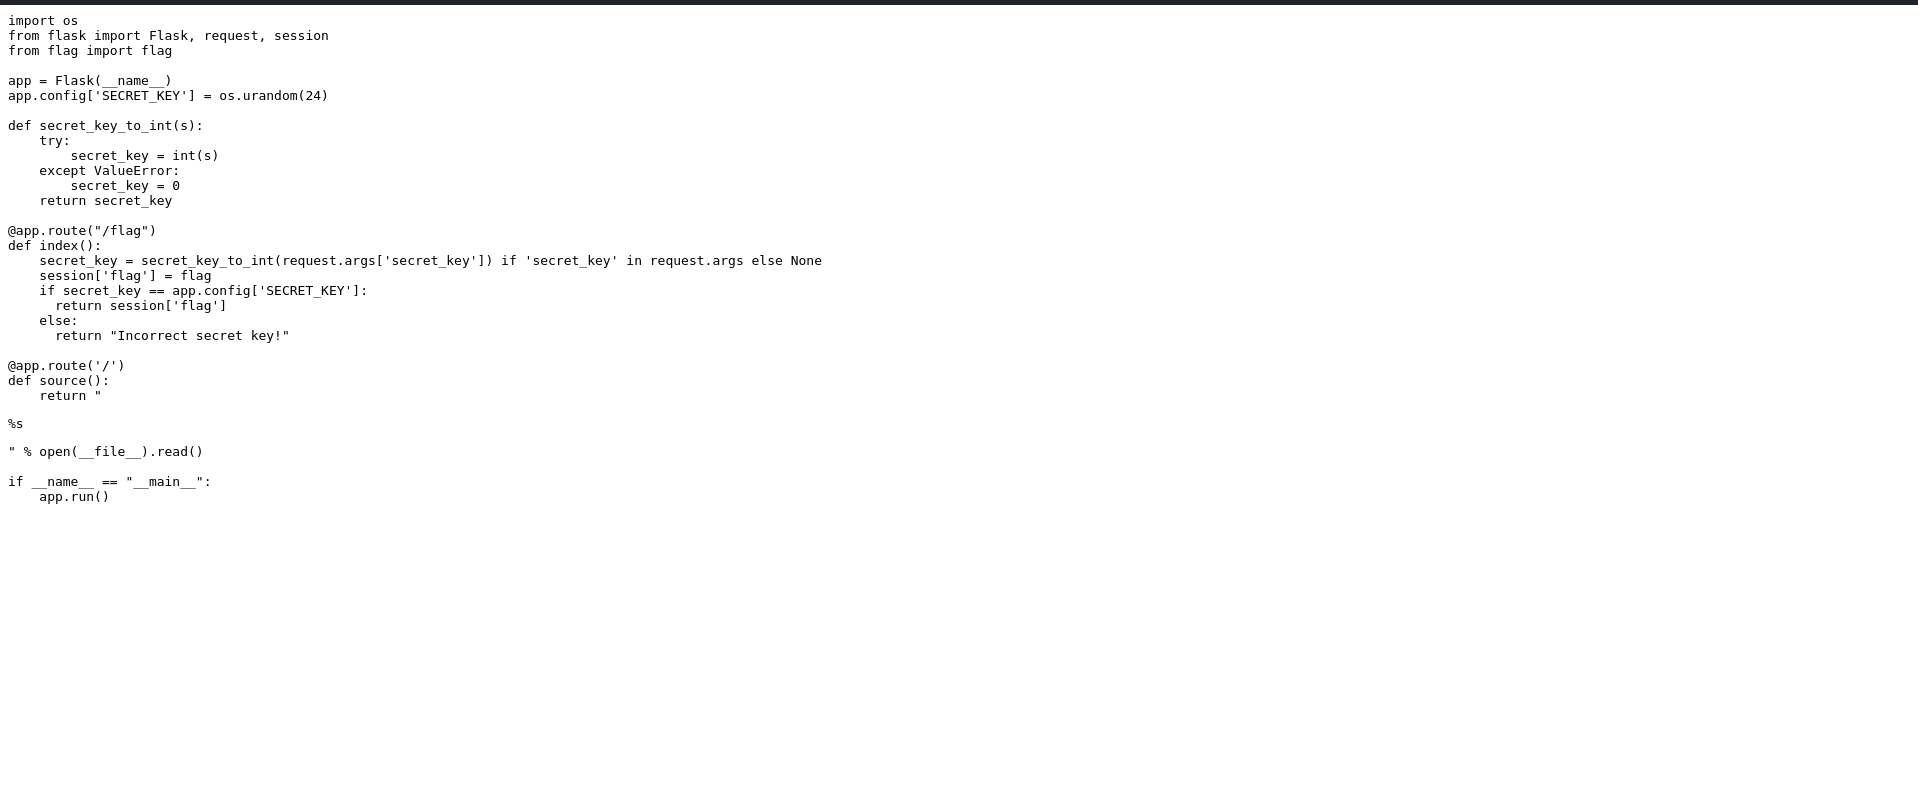 import os
from flask import Flask, request, session
from flag import flag

app = Flask(__name__)
app.config['SECRET_KEY'] = os.urandom(24)

def secret_key_to_int(s):
    try:
        secret_key = int(s)
    except ValueError:
        secret_key = 0
    return secret_key

@app.route("/flag")
def index():
    secret_key = secret_key_to_int(request.args['secret_key']) if 'secret_key' in request.args else None
    session['flag'] = flag
    if secret_key == app.config['SECRET_KEY']:
      return session['flag']
    else:
      return "Incorrect secret key!"

@app.route('/')
def source():
    return "

%s

" % open(__file__).read()

if __name__ == "__main__":
    app.run()